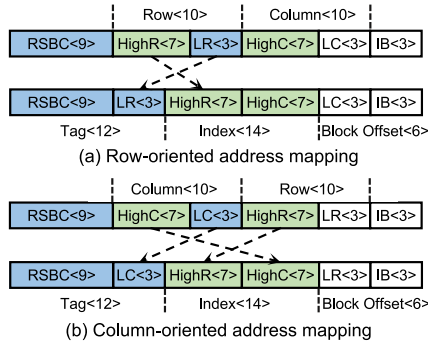 Row<10> Column<10>
RSBC<9> HighR<7> LR<3> HighC<7> LC<3> IB<3>
RSBC<9> LR<3> HighR<7> HighC<7> LC<3> IB<3>
Tag<12> Index<14> Block Offset<6>
(a) Row-oriented address mapping
Column<10> Row<10>
RSBC<9> HighC<7> LC<3> HighR<7> LR<3> IB<3>
RSBC<9> LC<3> HighR<7> HighC<7> LR<3> IB<3>
Tag<12> Index<14> Block Offset<6>
(b) Column-oriented address mapping